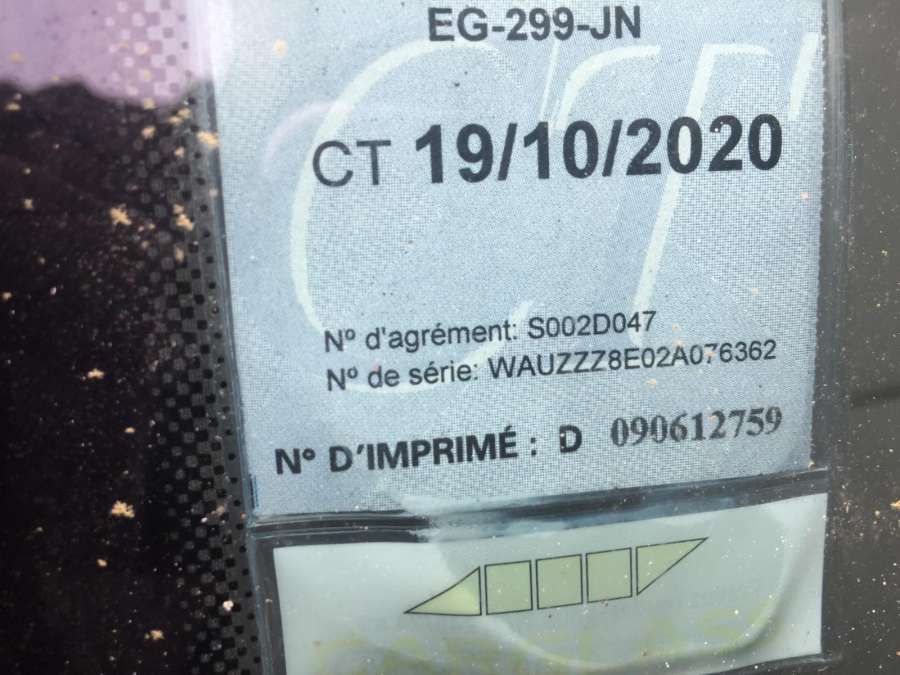 EG-299-JN
CT 19/10/2020
N° d'agrément: S002D047
N° de série: WAUZZZ8E02A076362
N° D'IMPRIMÉ : D 090612759